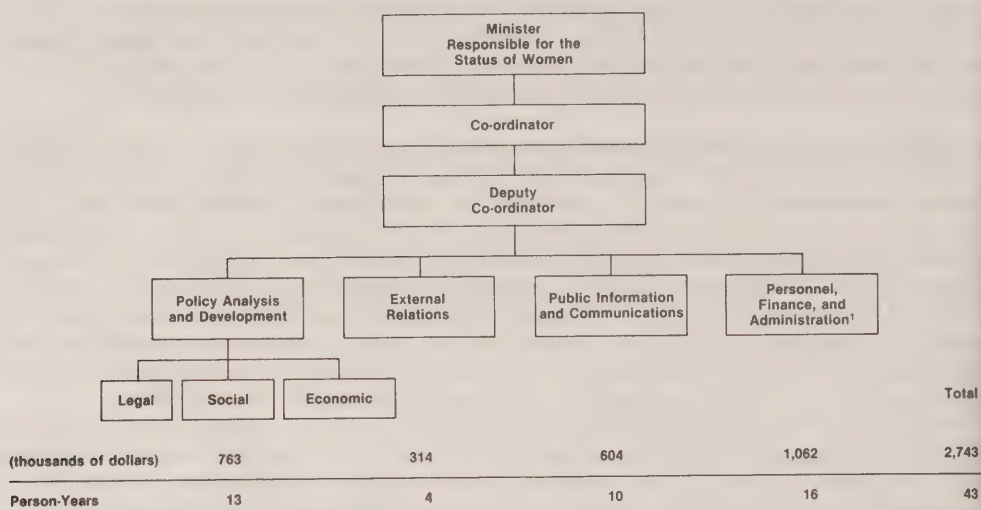 Minister
Responsible for the
Status of Women
Co-ordinator
Deputy
Co-ordinator
Policy Analysis
and Development
External
Relations
Public Information
and Communications
Personnel,
Finance, and
Administration¹
Legal
Social
Economic
Total
(thousands of dollars) 763 314 604 1,062 2,743
Person-Years 13 4 10 16 43